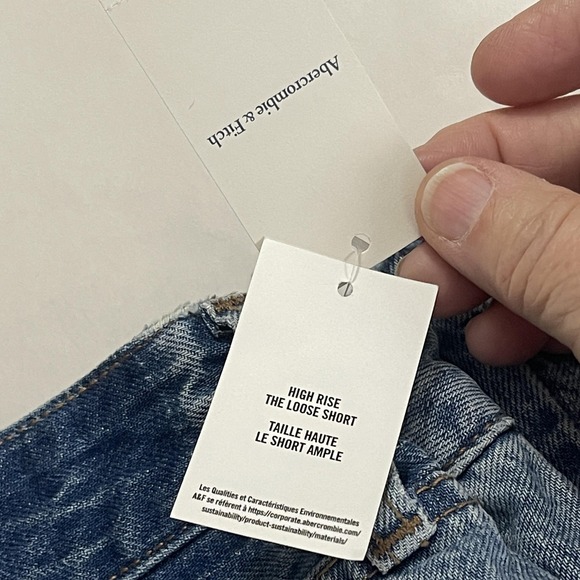 Abercrombie & Fitch
HIGH RISE
THE LOOSE SHORT
TAILLE HAUTE
LE SHORT AMPLE
Les Qualities et Caractéristiques Environnementales
A&F se réfèrent à https://corporate.abercrombie.com/
sustainability/product-sustainability/materials/